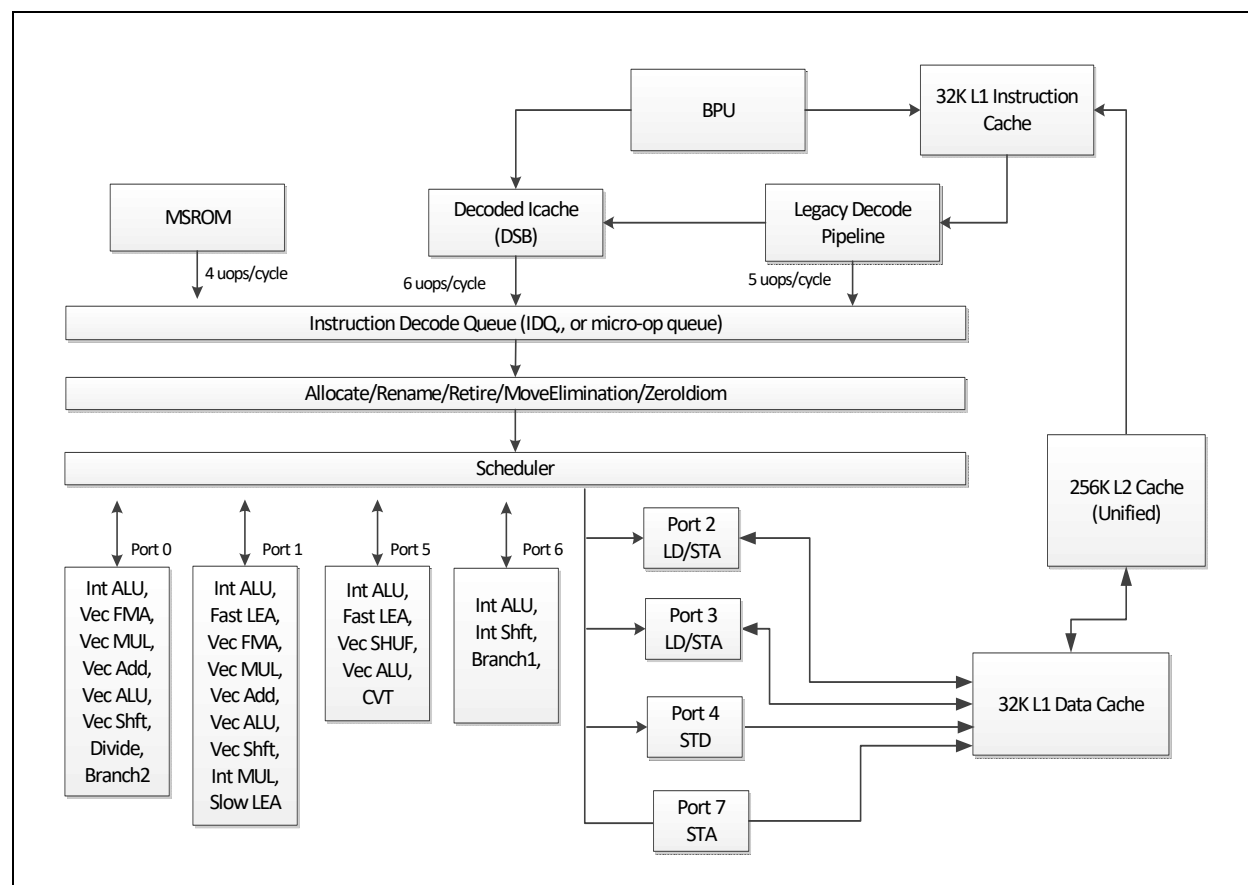 BPU
32K L1 Instruction
Cache
MSROM
Decoded Icache
(DSB)
Legacy Decode
Pipeline
4 uops/cycle
6 uops/cycle
5 uops/cycle
Instruction Decode Queue (IDQ,, or micro-op queue)
Allocate/Rename/Retire/MoveElimination/ZeroIdiom
Scheduler
256K L2 Cache
(Unified)
Port 0
Port 1
Port 5
Port 6
Int ALU,
Vec FMA,
Vec MUL,
Vec Add,
Vec ALU,
Vec Shft,
Divide,
Branch2
Int ALU,
Fast LEA,
Vec FMA,
Vec MUL,
Vec Add,
Vec ALU,
Vec Shft,
Int MUL,
Slow LEA
Int ALU,
Fast LEA,
Vec SHUF,
Vec ALU,
CVT
Int ALU,
Int Shft,
Branch1,
Port 2
LD/STA
Port 3
LD/STA
Port 4
STD
Port 7
STA
32K L1 Data Cache